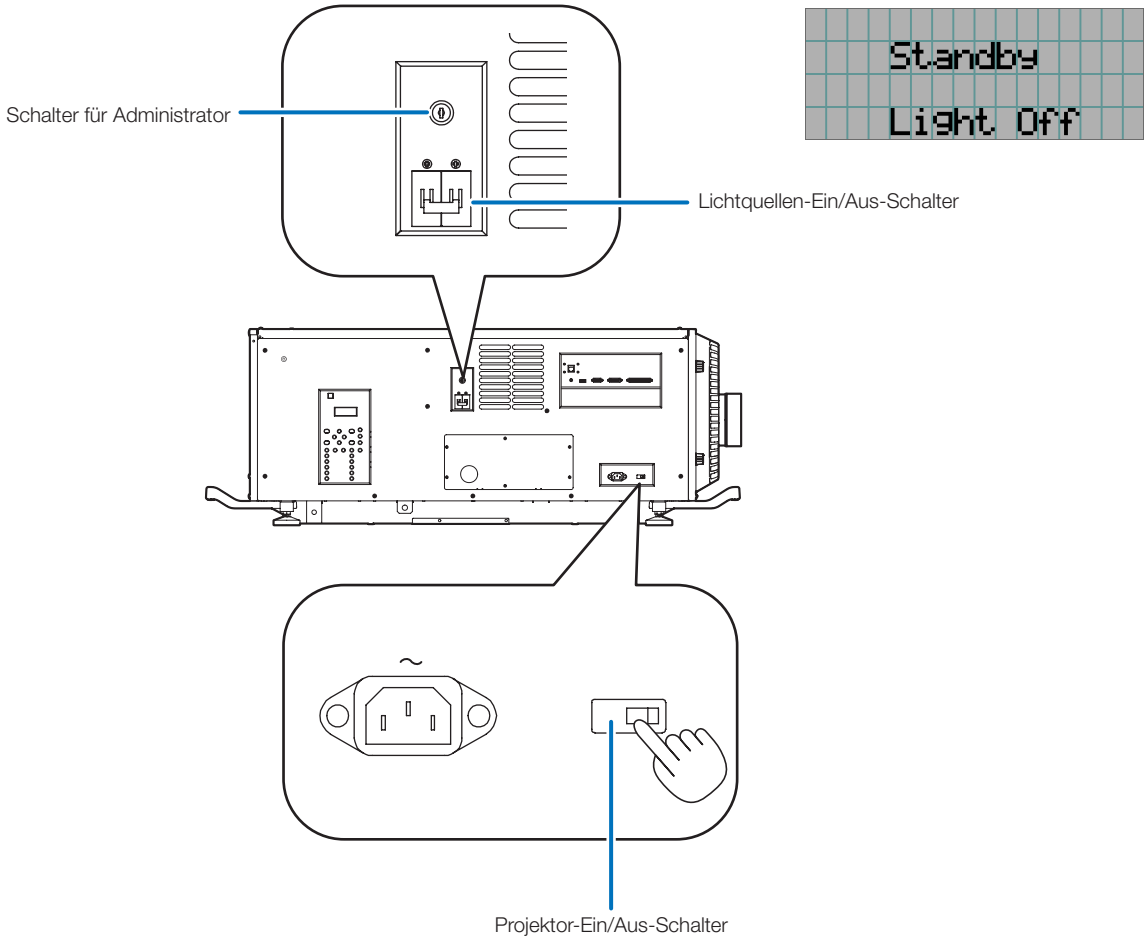 Standby
Light Off
Schalter für Administrator
Lichtquellen-Ein/Aus-Schalter
Projektor-Ein/Aus-Schalter